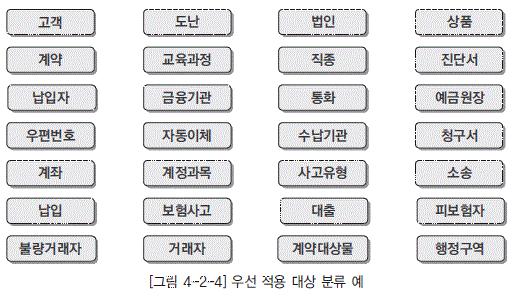 고객 도난 법인 상품
계약 교육과정 직종 진단서
납입자 금융기관 통화 예금원장
우편번호 자동이체 수납기관 청구서
계좌 계정과목 사고유형 소송
납입 보험사고 대출 피보험자
불량거래자 거래자 계약대상물 행정구역
[그림 4-2-4] 우선 적용 대상 분류 예